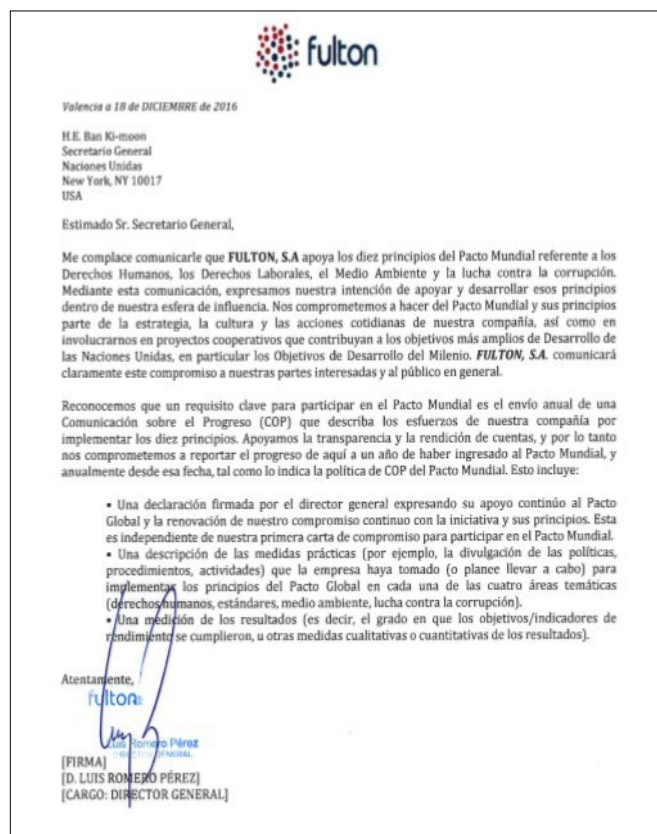 fulton
Valencia a 18 de DICIEMBRE de 2016
H.E. Ban Ki-moon
Secretario General
Naciones Unidas
New York, NY 10017
USA
Estimado Sr. Secretario General,
Me complace comunicarle que FULTON, S.A apoya los diez principios del Pacto Mundial referente a los
Derechos Humanos, los Derechos Laborales, el Medio Ambiente y la lucha contra la corrupción.
Mediante esta comunicación, expresamos nuestra intención de apoyar y desarrollar esos principios
dentro de nuestra esfera de influencia. Nos comprometemos a hacer del Pacto Mundial y sus principios
parte de la estrategia, la cultura y las acciones cotidianas de nuestra compañía, así como en
involucrarnos en proyectos cooperativos que contribuyan a los objetivos más amplios de Desarrollo de
las Naciones Unidas, en particular los Objetivos de Desarrollo del Milenio. FULTON, S.A. comunicará
claramente este compromiso a nuestras partes interesadas y al público en general.
Reconocemos que un requisito clave para participar en el Pacto Mundial es el envío anual de una
Comunicación sobre el Progreso (COP) que describa los esfuerzos de nuestra compañía por
implementar los diez principios. Apoyamos la transparencia y la rendición de cuentas, y por lo tanto
nos comprometemos a reportar el progreso de aquí a un año de haber ingresado al Pacto Mundial, y
anualmente desde esa fecha, tal como lo indica la política de COP del Pacto Mundial. Esto incluye:
• Una declaración firmada por el director general expresando su apoyo continúo al Pacto
Global y la renovación de nuestro compromiso continuo con la iniciativa y sus principios. Esta
es independiente de nuestra primera carta de compromiso para participar en el Pacto Mundial.
• Una descripción de las medidas prácticas (por ejemplo, la divulgación de las políticas,
procedimientos, actividades) que la empresa haya tomado (o planee llevar a cabo) para
implementar los principios del Pacto Global en cada una de las cuatro áreas temáticas
(derechos humanos, estándares, medio ambiente, lucha contra la corrupción).
• Una medición de los resultados (es decir, el grado en que los objetivos/indicadores de
rendimiento se cumplieron, u otras medidas cualitativas o cuantitativas de los resultados).
Atentamente,
fulton
Luis Romero Pérez
DIRECTOR GENERAL
[FIRMA]
[D. LUIS ROMERO PÉREZ]
[CARGO: DIRECTOR GENERAL]